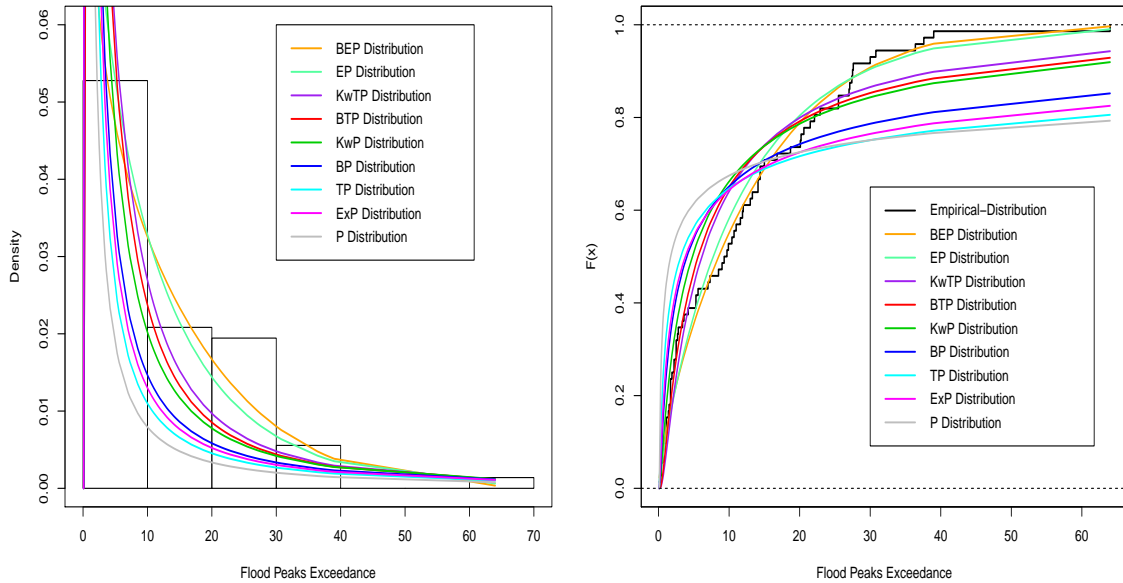 Density
0.00
0.01
0.02
0.03
0.04
0.05
0.06
BEP Distribution
EP Distribution
KwTP Distribution
BTP Distribution
KwP Distribution
BP Distribution
TP Distribution
ExP Distribution
P Distribution
0
10
20
30
40
50
60
70
Flood Peaks Exceedance
F(x)
0.0
0.2
0.4
0.6
0.8
1.0
Empirical-Distribution
BEP Distribution
EP Distribution
KwTP Distribution
BTP Distribution
KwP Distribution
BP Distribution
TP Distribution
ExP Distribution
P Distribution
0
10
20
30
40
50
60
Flood Peaks Exceedance